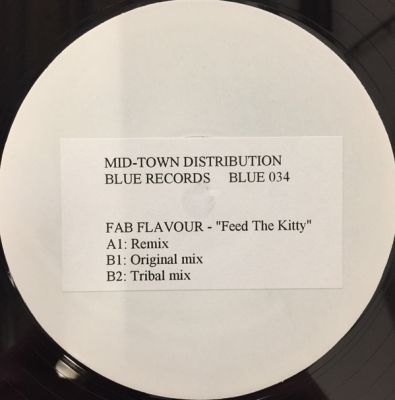 MID-TOWN DISTRIBUTION
BLUE RECORDS BLUE 034
FAB FLAVOUR - "Feed The Kitty"
A1: Remix
B1: Original mix
B2: Tribal mix